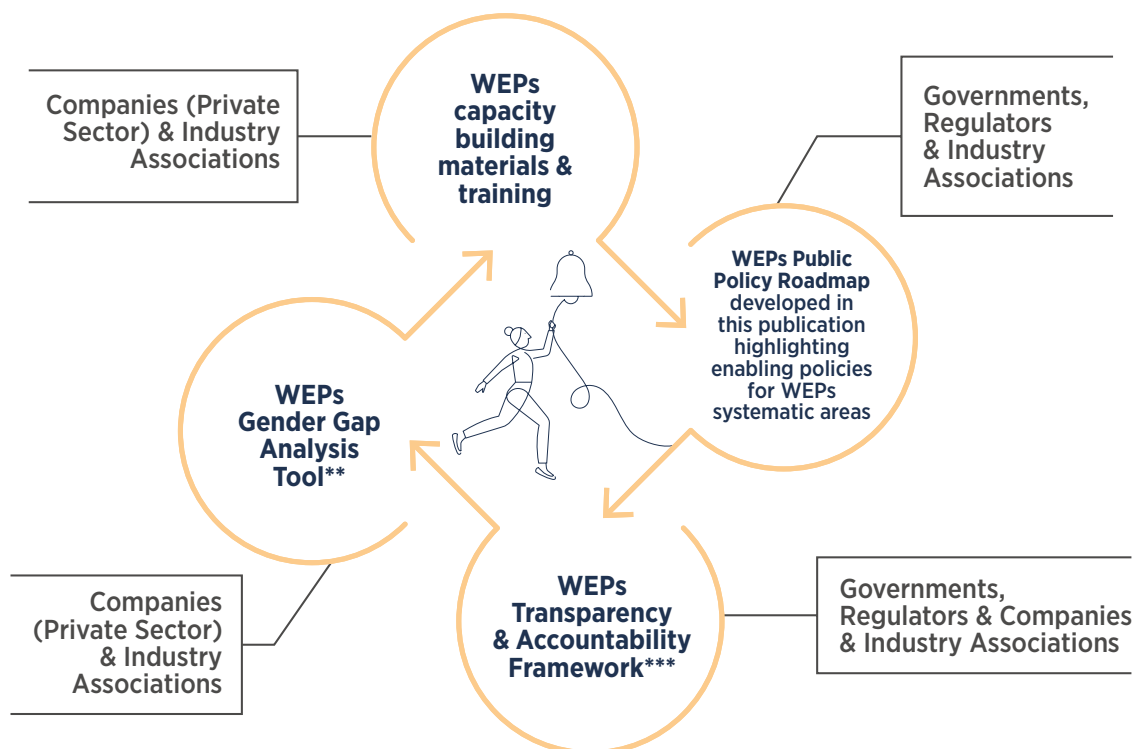 WEPs
capacity
building
materials &
training
Companies (Private
Sector) & Industry
Associations
Governments,
Regulators
& Industry
Associations
WEPs Public
Policy Roadmap
developed in
this publication
highlighting
enabling policies
for WEPs
systematic areas
WEPs
Gender Gap
Analysis
Tool**
WEPs
Transparency
& Accountability
Framework***
Companies
(Private Sector)
& Industry
Associations
Governments,
Regulators & Companies
& Industry Associations